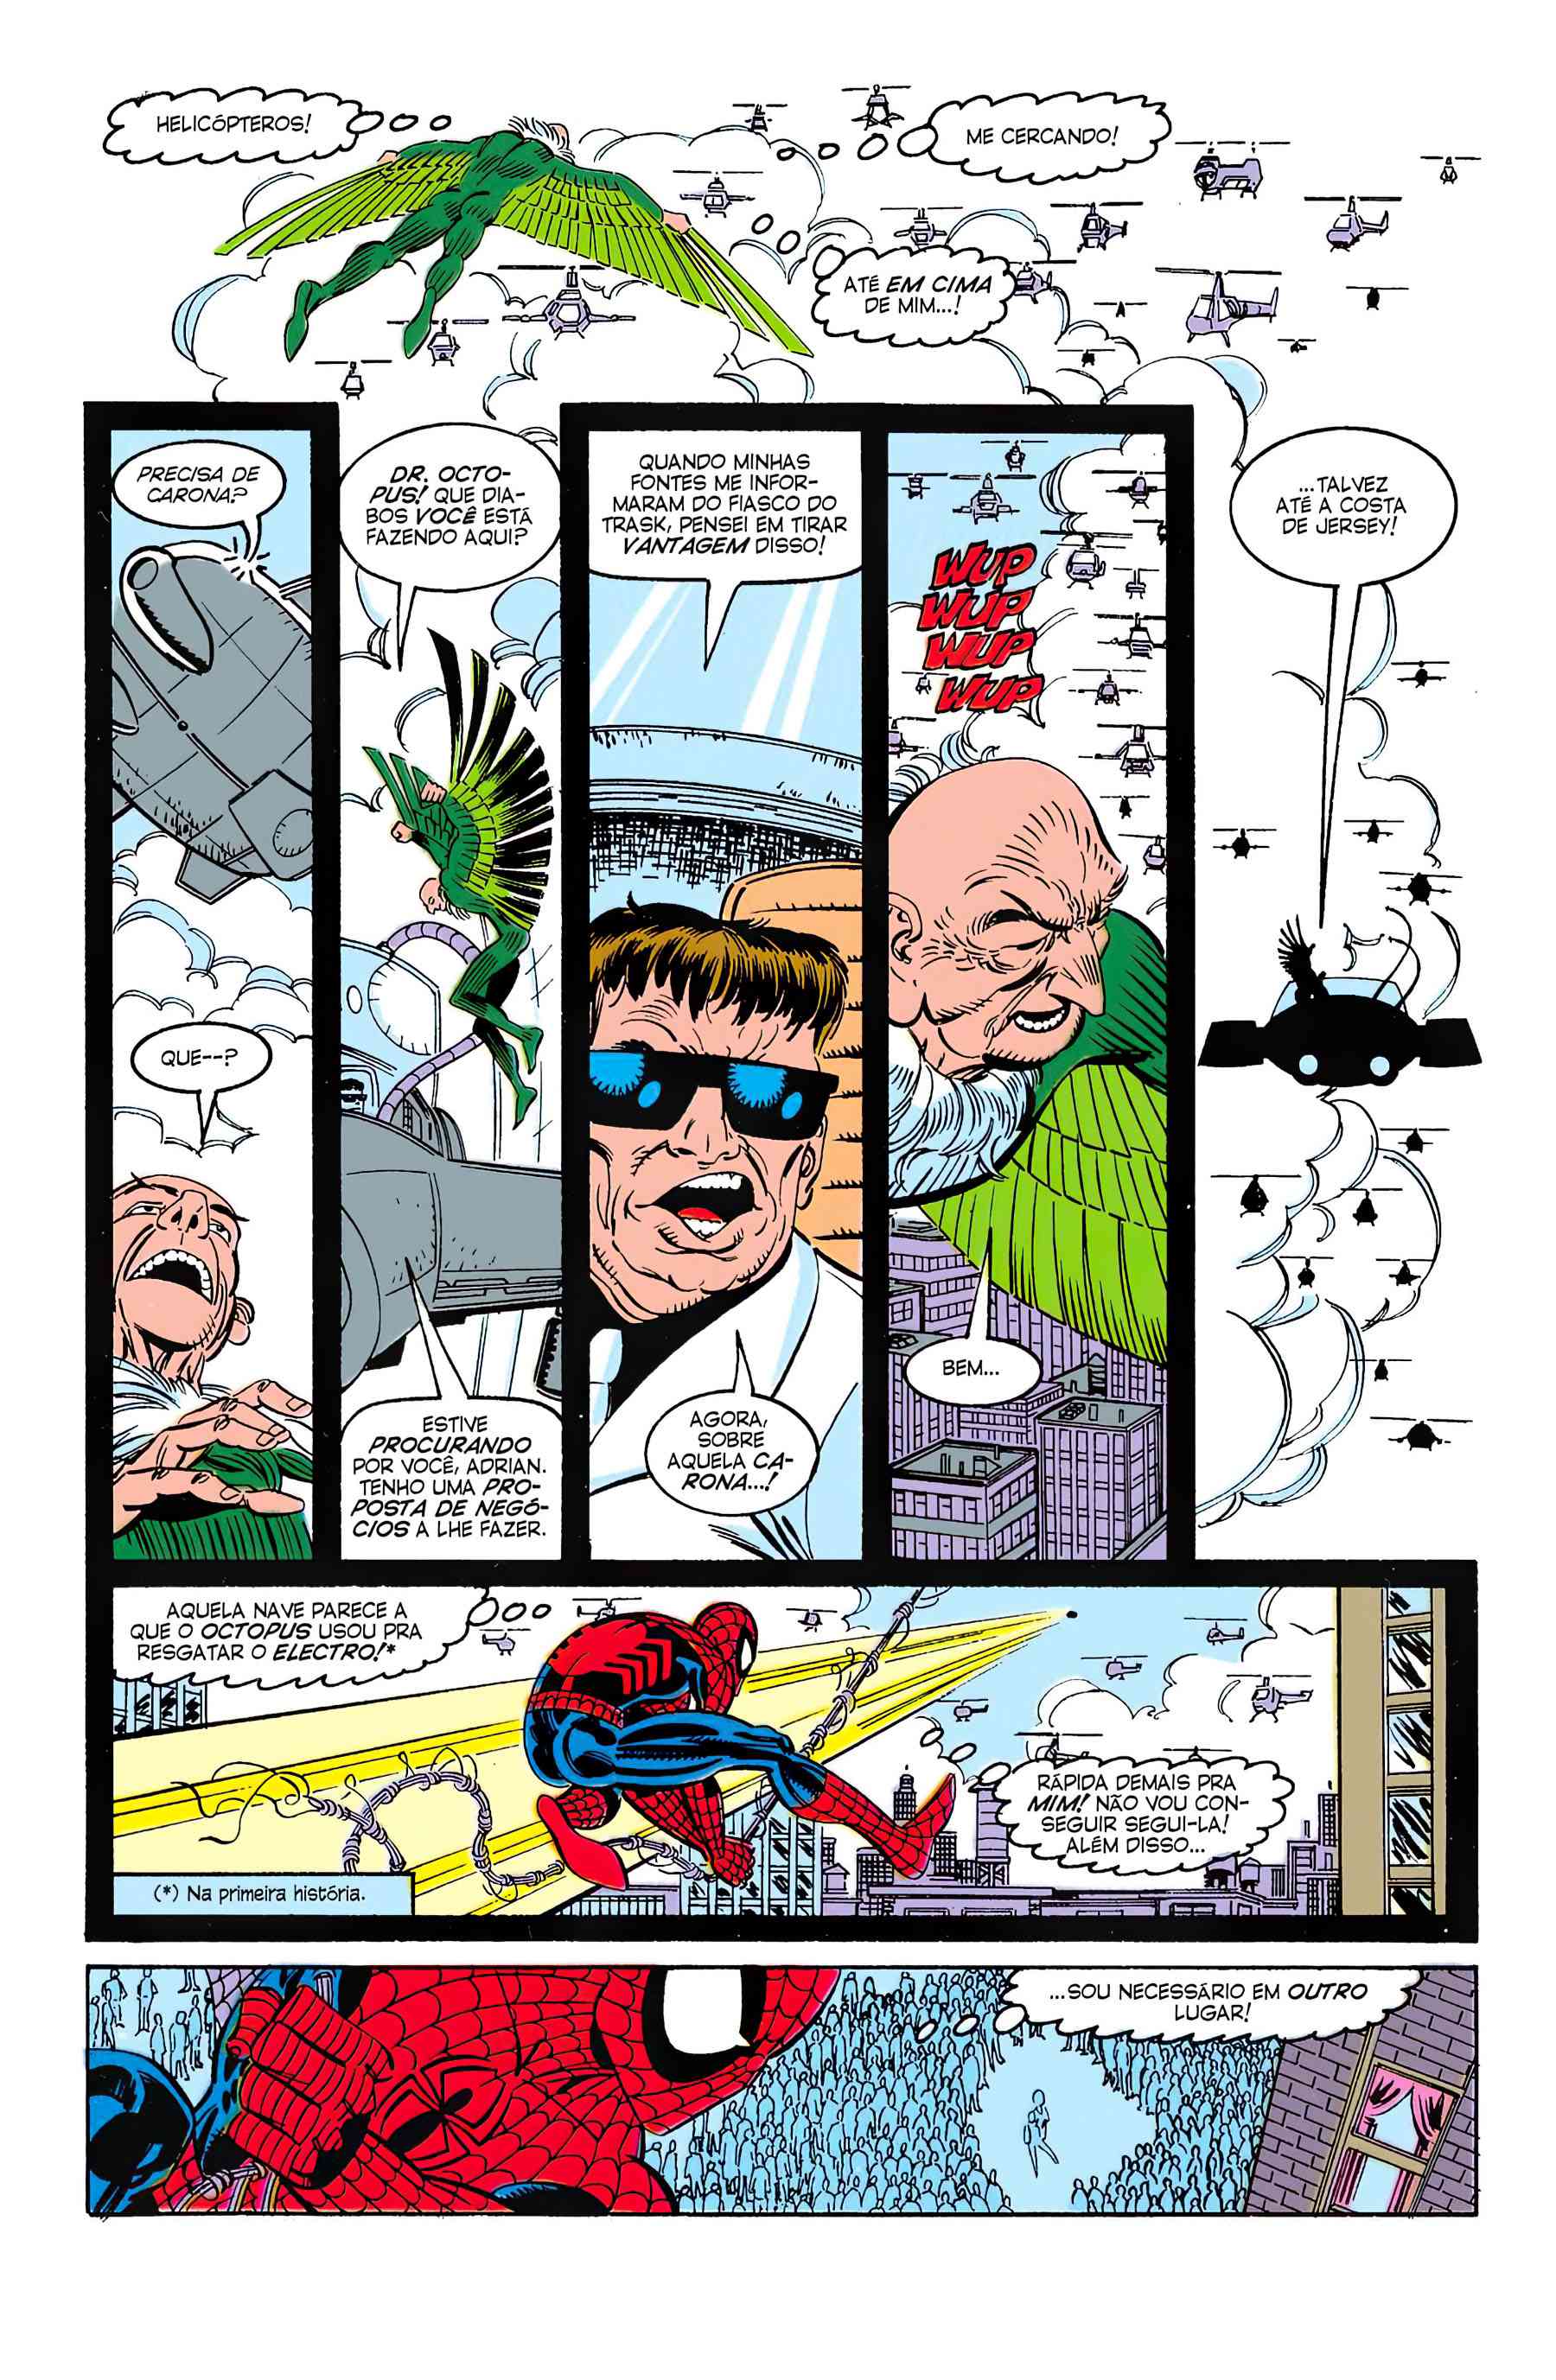 HELICÓPTEROS!
ME CERCANDO!
ATÉ EM CIMA
DE MIM...!
PRECISA DE
CARONA?
QUE--?
DR. OCTO-
PUS! QUE DIA-
BOS VOCÊ ESTÁ
FAZENDO AQUI?
ESTIVE
PROCURANDO
POR VOCÊ, ADRIAN.
TENHO UMA PRO-
POSTA DE NEGÓ-
CIOS A LHE FAZER.
QUANDO MINHAS
FONTES ME INFOR-
MARAM DO FIASCO DO
TRASK, PENSEI EM TIRAR
VANTAGEM DISSO!
AGORA,
SOBRE
AQUELA CA-
RONA...!
WUP
WUP
WUP
WUP
BEM...
...TALVEZ
ATÉ A COSTA
DE JERSEY!
AQUELA NAVE PARECE A
QUE O OCTOPUS USOU PRA
RESGATAR O ELECTRO!*
RÁPIDA DEMAIS PRA
MIM! NÃO VOU CON-
SEGUIR SEGUI-LA!
ALÉM DISSO...
(*) Na primeira história.
...SOU NECESSÁRIO EM OUTRO
LUGAR!